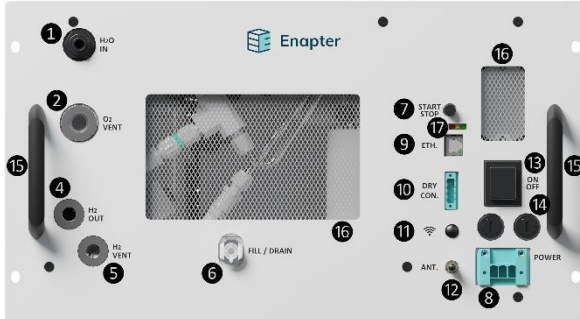 1
H2O
IN
Enapter
16
2
O2
VENT
7
START
STOP
17
9
ETH.
13
15
15
ON
OFF
10
DRY
CON.
4
H2
OUT
14
16
11
H2
VENT
5
FILL / DRAIN
6
ANT.
12
POWER
8